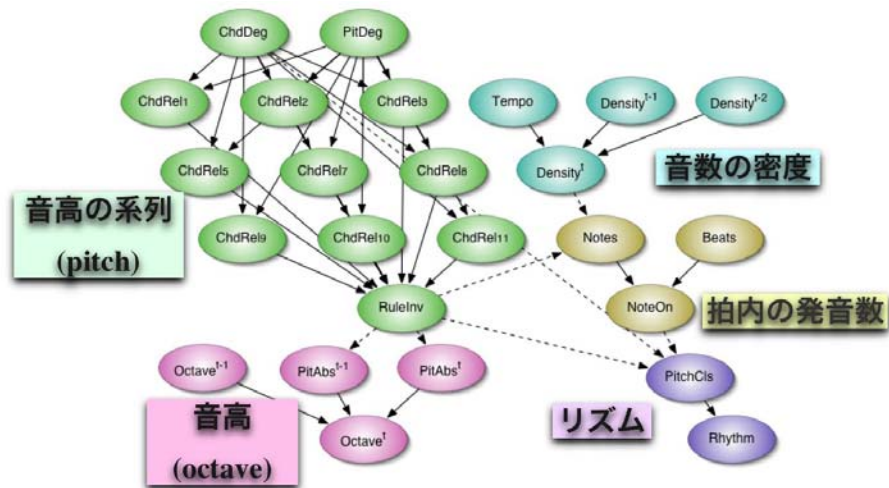 ChdDeg PitDeg
ChdRel1 ChdRel2 ChdRel3 Tempo Density^t-1 Density^t-2
ChdRel5 ChdRel7 ChdRel8 Density^t 音数の密度
音高の系列
(pitch)
ChdRel9 ChdRel10 ChdRel11 Notes Beats
RuleInv NoteOn 拍内の発音数
Octave^t-1 PitAbs^t-1 PitAbs^t PitchCls
音高
(octave)
Octave^t リズム Rhythm